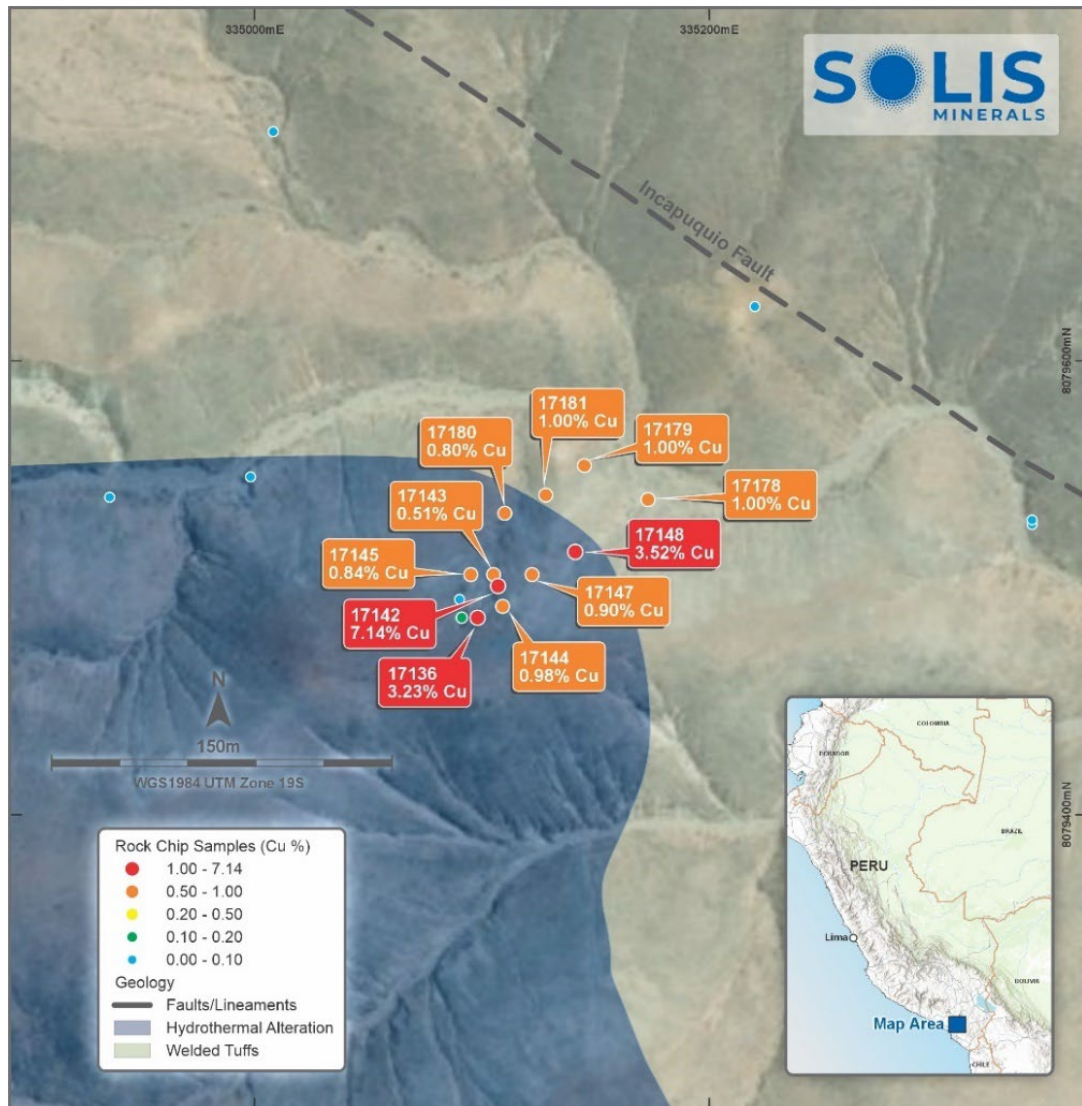 335000mE
335200mE
SOLIS
MINERALS
Incapuquio Fault
8079600mN
17181
1.00% Cu
17179
1.00% Cu
17180
0.80% Cu
17178
1.00% Cu
17143
0.51% Cu
17148
3.52% Cu
17145
0.84% Cu
17147
0.90% Cu
17142
7.14% Cu
17144
0.98% Cu
17136
3.23% Cu
N
150m
WGS1984 UTM Zone 19S
8079400mN
Rock Chip Samples (Cu %)
1.00 - 7.14
0.50 - 1.00
0.20 - 0.50
0.10 - 0.20
0.00 - 0.10
Geology
Faults/Lineaments
Hydrothermal Alteration
Welded Tuffs
COLOMBIA
ECUADOR
BRAZIL
PERU
Lima
BOLIVIA
Map Area
CHILE